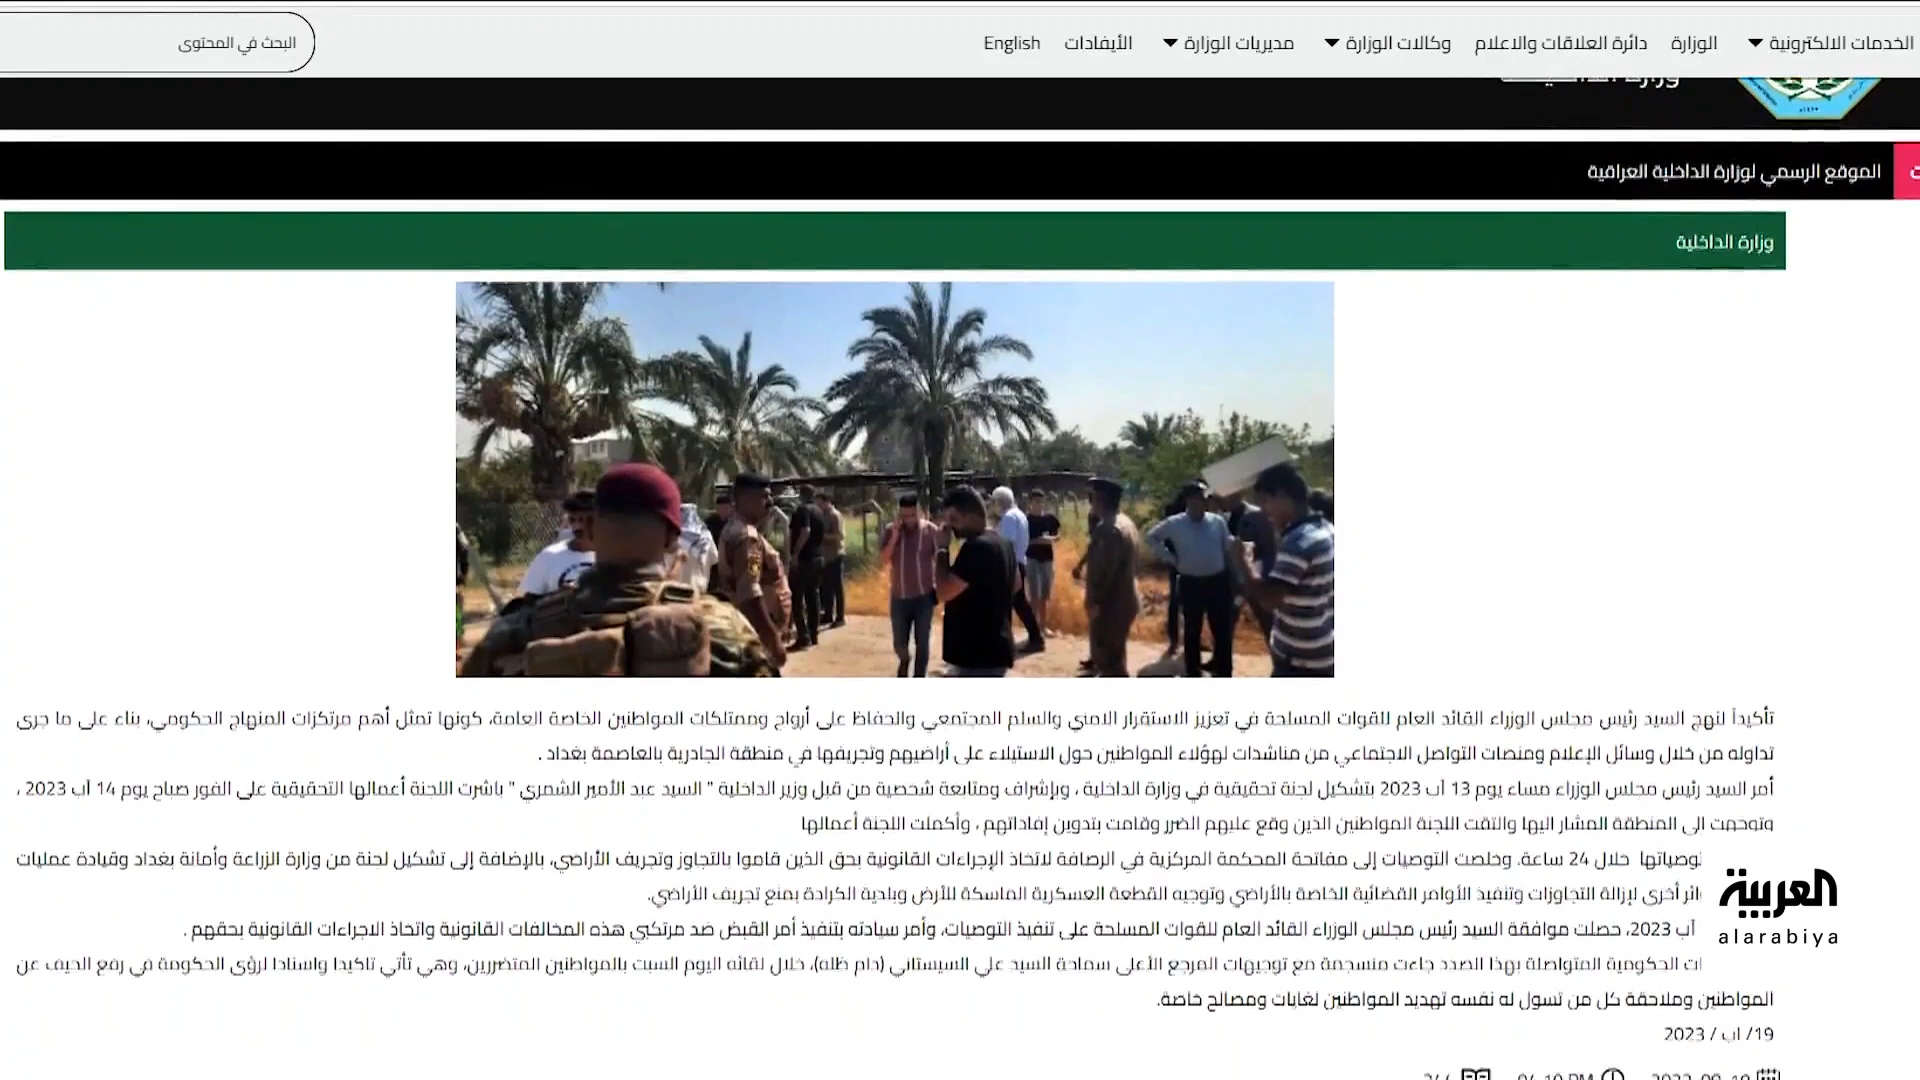 الخدمات الالكترونية
الوزارة
دائرة العلاقات والاعلام
وكالات الوزارة
مديريات الوزارة
الأيفادات
English
البحث في المحتوى
الموقع الرسمي لوزارة الداخلية العراقية
وزارة الداخلية
تأكيداً لنهج السيد رئيس مجلس الوزراء القائد العام للقوات المسلحة في تعزيز الاستقرار الامني والسلم المجتمعي والحفاظ على أرواح وممتلكات المواطنين الخاصة العامة، كونها تمثل أهم مرتكزات المنهاج الحكومي، بناء على ما جرى
تداوله من خلال وسائل الإعلام ومنصات التواصل الاجتماعي من مناشدات لهؤلاء المواطنين حول الاستيلاء على أراضيهم وتجريفها في منطقة الجادرية بالعاصمة بغداد .
أمر السيد رئيس مجلس الوزراء مساء يوم 13 آب 2023 بتشكيل لجنة تحقيقية في وزارة الداخلية ، وبإشراف ومتابعة شخصية من قبل وزير الداخلية " السيد عبد الأمير الشمري " باشرت اللجنة أعمالها التحقيقية على الفور صباح يوم 14 آب 2023 ،
وتوجهت الى المنطقة المشار اليها والتقت اللجنة المواطنين الذين وقع عليهم الضرر وقامت بتدوين إفاداتهم ، وأكملت اللجنة أعمالها
خلال 24 ساعة، وخلصت التوصيات إلى مفاتحة المحكمة المركزية في الرصافة لاتخاذ الإجراءات القانونية بحق الذين قاموا بالتجاوز وتجريف الأراضي، بالإضافة إلى تشكيل لجنة من وزارة الزراعة وأمانة بغداد وقيادة عمليات
أخرى لإزالة التجاوزات وتنفيذ الأوامر القضائية الخاصة بالأراضي وتوجيه القطعة العسكرية الماسكة للأرض وبلدية الكرادة بمنع تجريف الأراضي.
آب 2023، حصلت موافقة السيد رئيس مجلس الوزراء القائد العام للقوات المسلحة على تنفيذ التوصيات، وأمر سيادته بتنفيذ أمر القبض ضد مرتكبي هذه المخالفات القانونية واتخاذ الاجراءات القانونية بحقهم .
الحكومية المتواصلة بهذا الصدد جاءت منسجمة مع توجيهات المرجع الأعلى سماحة السيد علي السيستاني (دام ظله)، خلال لقائه اليوم السبت بالمواطنين المتضررين، وهي تأتي تاكيدا واسنادا لرؤى الحكومة في رفع الحيف عن
المواطنين وملاحقة كل من تسول له نفسه تهديد المواطنين لغايات ومصالح خاصة.
19/ اب / 2023
العربية
alarabiya